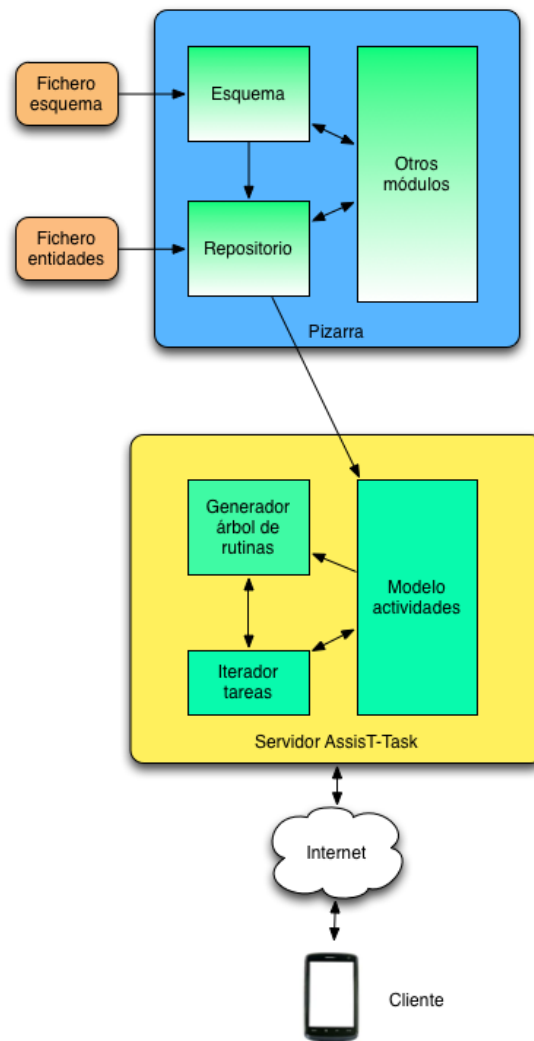 Fichero
esquema
Esquema
Otros
módulos
Fichero
entidades
Repositorio
Pizarra
Generador
árbol de
rutinas
Modelo
actividades
Iterador
tareas
Servidor AssisT-Task
Internet
Cliente